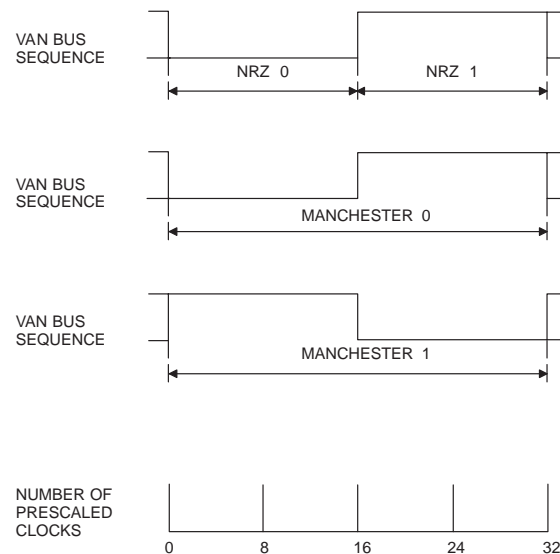 VAN BUS
SEQUENCE
NRZ 0
NRZ 1
VAN BUS
SEQUENCE
MANCHESTER 0
VAN BUS
SEQUENCE
MANCHESTER 1
NUMBER OF
PRESCALED
CLOCKS
0 8 16 24 32